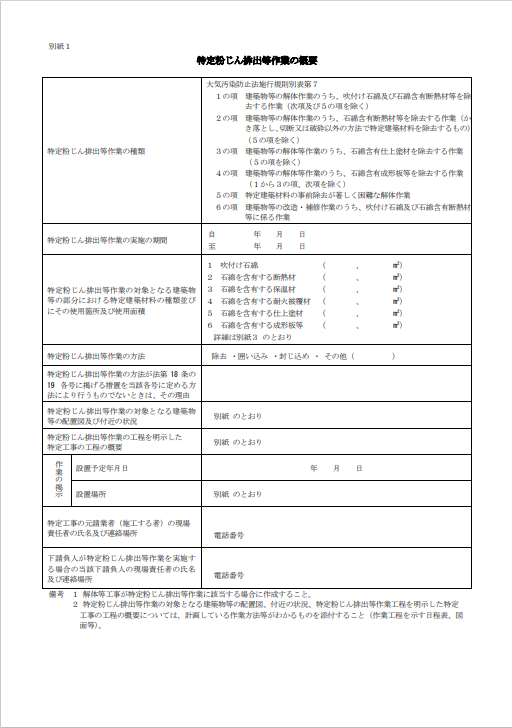 別紙１
特定粉じん排出等作業の概要
特定粉じん排出等作業の種類
大気汚染防止法施行規則別表第７
１の項　建築物等の解体作業のうち、吹付け石綿及び石綿含有断熱材等を除
去する作業（次項及び５の項を除く）
２の項　建築物等の解体作業のうち、石綿含有断熱材等を除去する作業（か
き落とし、切断又は破砕以外の方法で特定建築材料を除去するもの）
（５の項を除く）
３の項　建築物等の解体等作業のうち、石綿含有仕上塗材を除去する作業
（５の項を除く）
４の項　建築物等の解体等作業のうち、石綿含有成形板等を除去する作業
（１から３の項、次項を除く）
５の項　特定建築材料の事前除去が著しく困難な解体作業
６の項　建築物等の改造・補修作業のうち、吹付け石綿及び石綿含有断熱材
等に係る作業
特定粉じん排出等作業の実施の期間
自　　　　年　　月　　日
至　　　　年　　月　　日
特定粉じん排出等作業の対象となる建築物
等の部分における特定建築材料の種類並び
にその使用箇所及び使用面積
１　吹付け石綿　（　　、　　㎡）
２　石綿を含有する断熱材　（　　、　　㎡）
３　石綿を含有する保温材　（　　、　　㎡）
４　石綿を含有する耐火被覆材　（　　、　　㎡）
５　石綿を含有する仕上塗材　（　　、　　㎡）
６　石綿を含有する成形板等　（　　、　　㎡）
詳細は別紙３ のとおり
特定粉じん排出等作業の方法
除去 ・囲い込み ・封じ込め ・ その他（　　　　）
特定粉じん排出等作業の方法が法第 18 条の
19 各号に掲げる措置を当該各号に定める方
法により行うものでないときは、その理由
特定粉じん排出等作業の対象となる建築物
等の配置図及び付近の状況
別紙 のとおり
特定粉じん排出等作業の工程を明示した
特定工事の工程の概要
別紙 のとおり
作業の掲示
設置予定年月日
年　　月　　日
設置場所
別紙 のとおり
特定工事の元請業者（施工する者）の現場
責任者の氏名及び連絡場所
電話番号
下請負人が特定粉じん排出等作業を実施す
る場合の当該下請負人の現場責任者の氏名
及び連絡場所
電話番号
備考　１ 解体等工事が特定粉じん排出等作業に該当する場合に作成すること。
２ 特定粉じん排出等作業の対象となる建築物等の配置図、付近の状況、特定粉じん排出等作業工程を明示した特定
工事の工程の概要については、計画している作業方法等がわかるものを添付すること（作業工程を示す日程表、図
面等）。